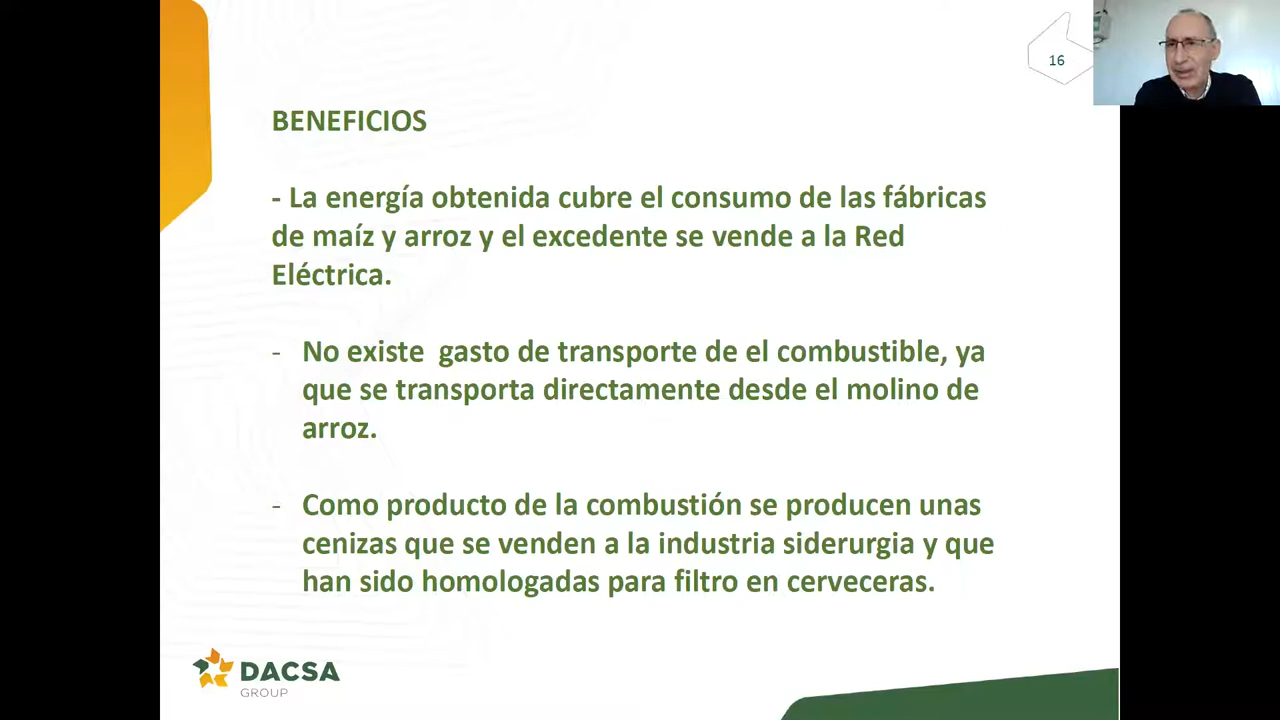 16
BENEFICIOS
- La energía obtenida cubre el consumo de las fábricas
de maíz y arroz y el excedente se vende a la Red
Eléctrica.
- No existe gasto de transporte de el combustible, ya
que se transporta directamente desde el molino de
arroz.
- Como producto de la combustión se producen unas
cenizas que se venden a la industria siderurgia y que
han sido homologadas para filtro en cerveceras.
DACSA
GROUP